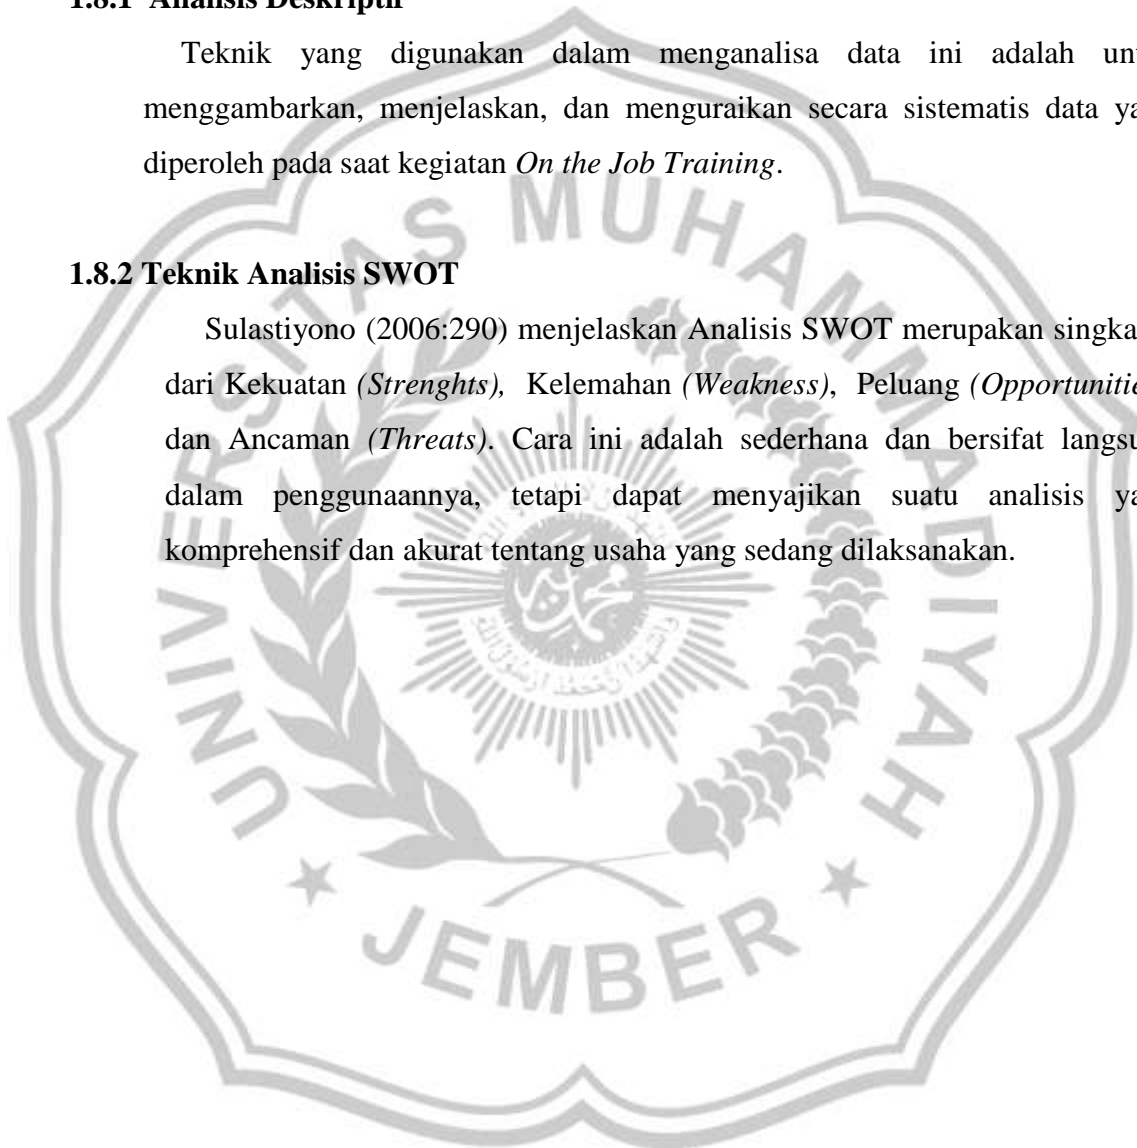 1.8.1 Analisis Deskriptif
Teknik yang digunakan dalam menganalisa data ini adalah unt
menggambarkan, menjelaskan, dan menguraikan secara sistematis data ya
diperoleh pada saat kegiatan On the Job Training.
1.8.2 Teknik Analisis SWOT
Sulastiyono (2006:290) menjelaskan Analisis SWOT merupakan singka
dari Kekuatan (Strenghts), Kelemahan (Weakness), Peluang (Opportunitie
dan Ancaman (Threats). Cara ini adalah sederhana dan bersifat langsu
dalam penggunaannya, tetapi dapat menyajikan suatu analisis ya
komprehensif dan akurat tentang usaha yang sedang dilaksanakan.
UNIVERSITAS MUHAMMADIYAH
JEMBER